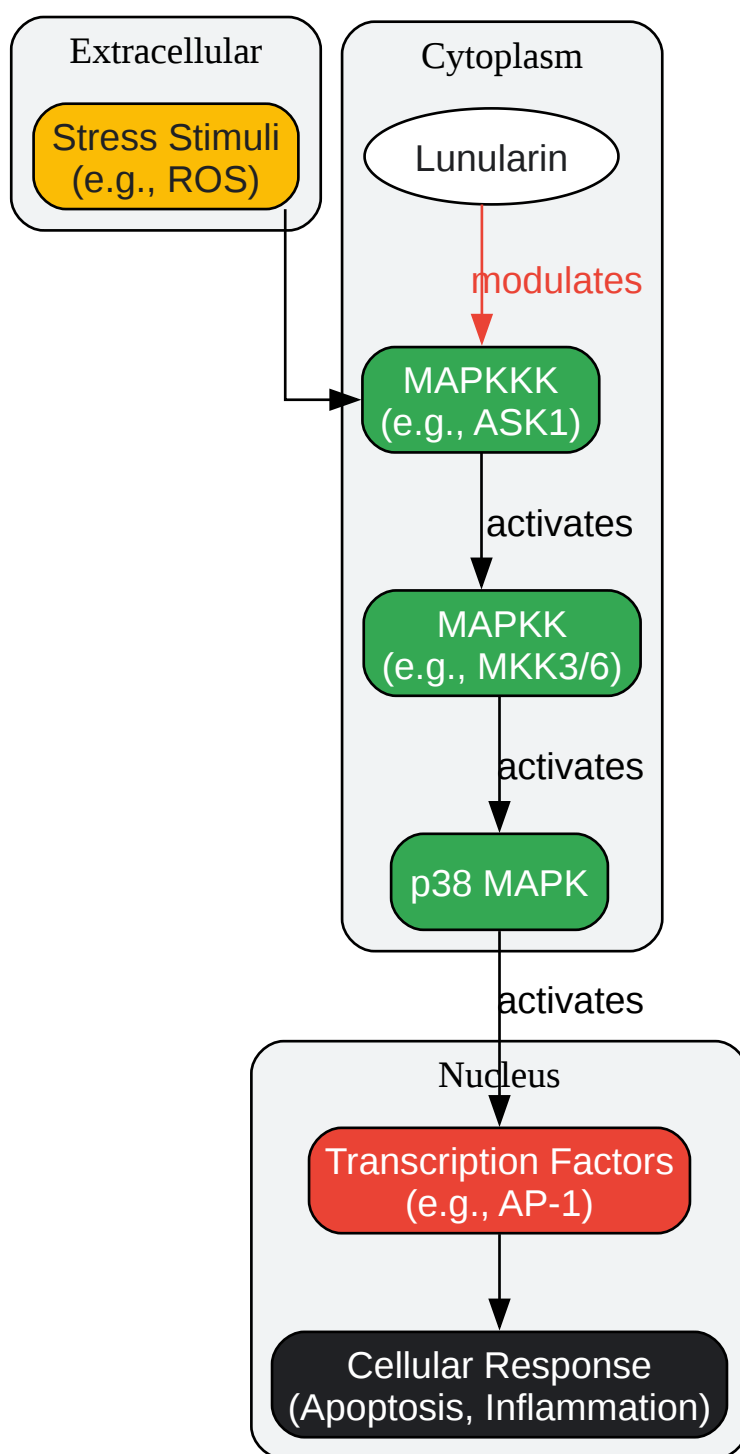 Extracellular
Stress Stimuli
(e.g., ROS)
Cytoplasm
Lunularin
modulates
MAPKKK
(e.g., ASK1)
activates
MAPKK
(e.g., MKK3/6)
activates
p38 MAPK
activates
Nucleus
Transcription Factors
(e.g., AP-1)
Cellular Response
(Apoptosis, Inflammation)